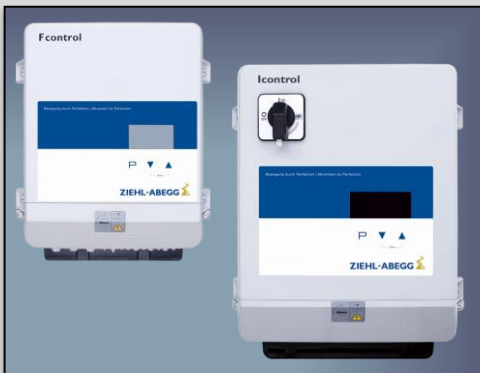 Fcontrol
Bewegung durch Perfektion | Movement by Perfection
P
ZIEHL-ABEGG
Icontrol
Bewegung durch Perfektion | Movement by Perfection
P
ZIEHL-ABEGG